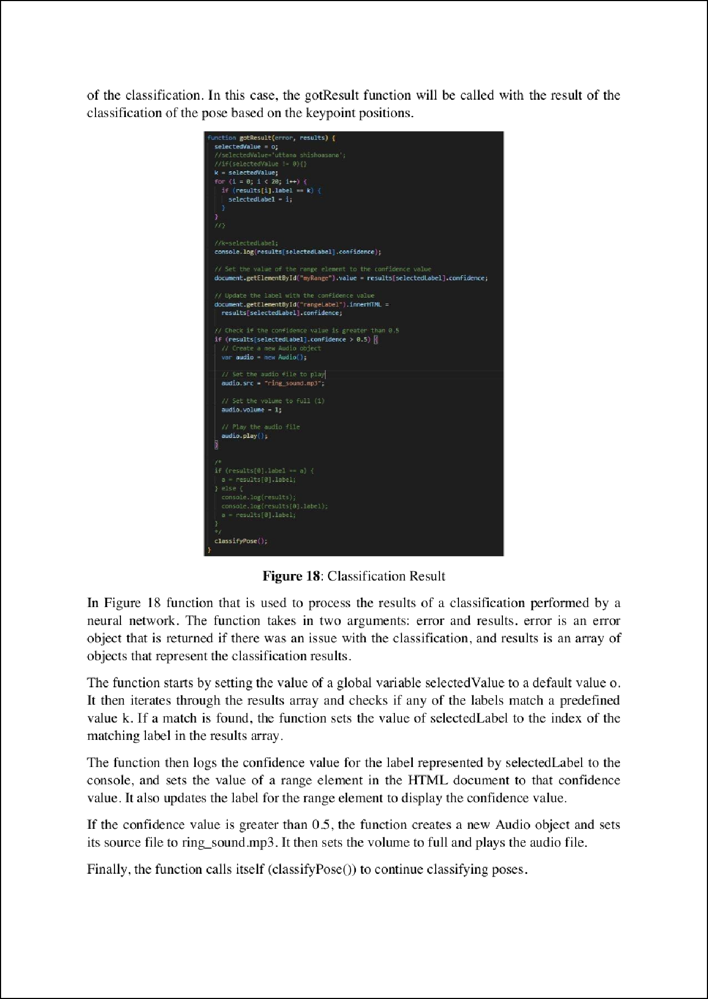 of the classification. In this case, the gotResult function will be called with the result of the
classification of the pose based on the keypoint positions.
function gotResult(error, results) {
selectedValue = o;
//selectedValue='uttana shishoasana';
//if(selectedValue != 0){}
k = selectedValue;
for (i = 0; i < 20; i++) {
if (results[i].label == k) {
selectedLabel = i;
}
}
//}
//k=selectedLabel;
console.log(results[selectedLabel].confidence);
// Set the value of the range element to the confidence value
document.getElementById("myRange").value = results[selectedLabel].confidence;
// Update the label with the confidence value
document.getElementById("rangeLabel").innerHTML =
results[selectedLabel].confidence;
// Check if the confidence value is greater than 0.5
if (results[selectedLabel].confidence > 0.5) {
// Create a new Audio object
var audio = new Audio();
// Set the audio file to play
audio.src = "ring_sound.mp3";
// Set the volume to full (1)
audio.volume = 1;
// Play the audio file
audio.play();
}
/*
if (results[0].label == a) {
a = results[0].label;
} else {
console.log(results);
console.log(results[0].label);
a = results[0].label;
}
*/
classifyPose();
}
Figure 18: Classification Result
In Figure 18 function that is used to process the results of a classification performed by a
neural network. The function takes in two arguments: error and results. error is an error
object that is returned if there was an issue with the classification, and results is an array of
objects that represent the classification results.
The function starts by setting the value of a global variable selectedValue to a default value o.
It then iterates through the results array and checks if any of the labels match a predefined
value k. If a match is found, the function sets the value of selectedLabel to the index of the
matching label in the results array.
The function then logs the confidence value for the label represented by selectedLabel to the
console, and sets the value of a range element in the HTML document to that confidence
value. It also updates the label for the range element to display the confidence value.
If the confidence value is greater than 0.5, the function creates a new Audio object and sets
its source file to ring_sound.mp3. It then sets the volume to full and plays the audio file.
Finally, the function calls itself (classifyPose()) to continue classifying poses.